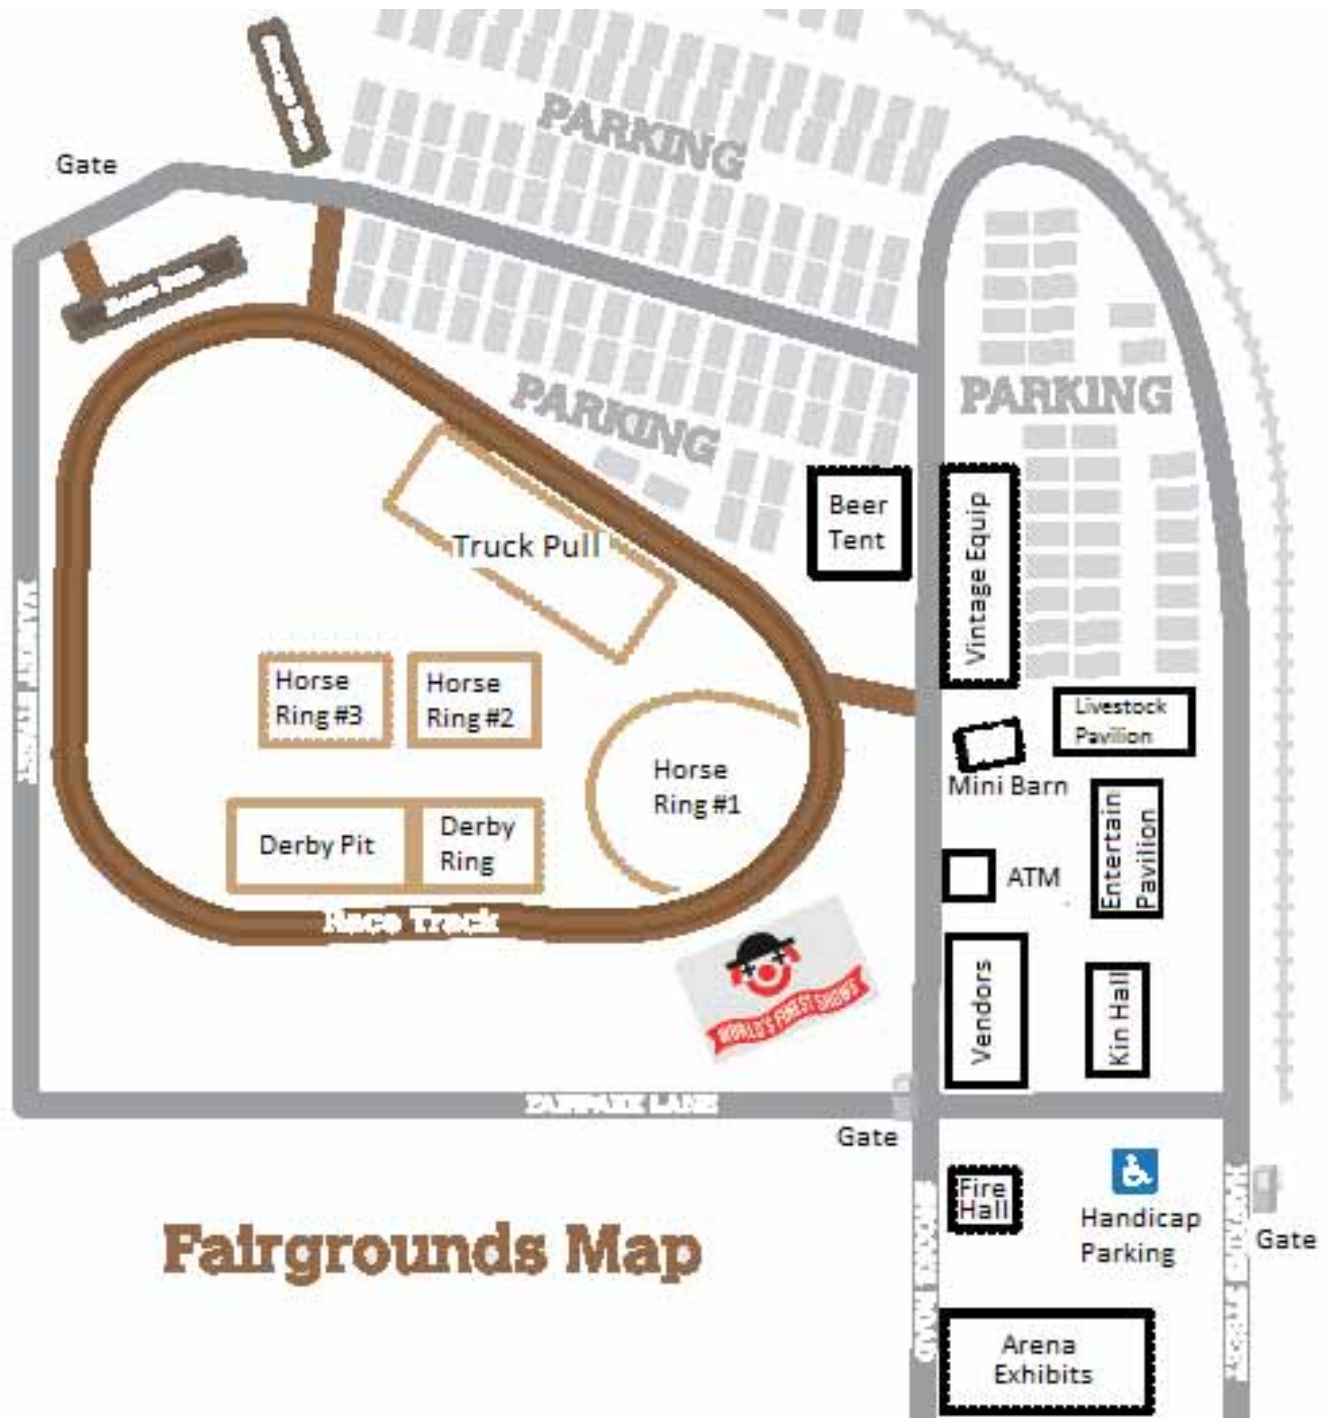 PARKING
Gate
PARKING
PARKING
Beer
Tent
Vintage Equip
Truck Pull
Horse
Ring #3
Horse
Ring #2
Livestock
Pavilion
Mini Barn
Horse
Ring #1
Entertain
Pavilion
Derby Pit
Derby
Ring
ATM
Race Track
WORLD'S FINEST SHOWS
Vendors
Kin Hall
FAIRPARK LANE
Gate
Fire
Hall
Handicap
Parking
Gate
Fairgrounds Map
Arena
Exhibits